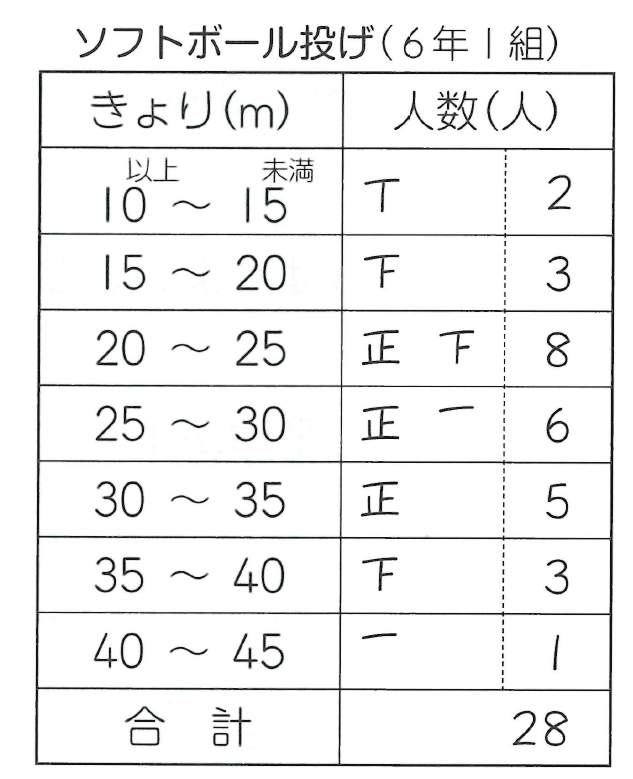 ソフトボール投げ(6年1組)
きょり(m) 人数(人)
以上 未満
10 ～ 15 丅 2
15 ～ 20 下 3
20 ～ 25 正 下 8
25 ～ 30 正 一 6
30 ～ 35 正 5
35 ～ 40 下 3
40 ～ 45 一 1
合計 28